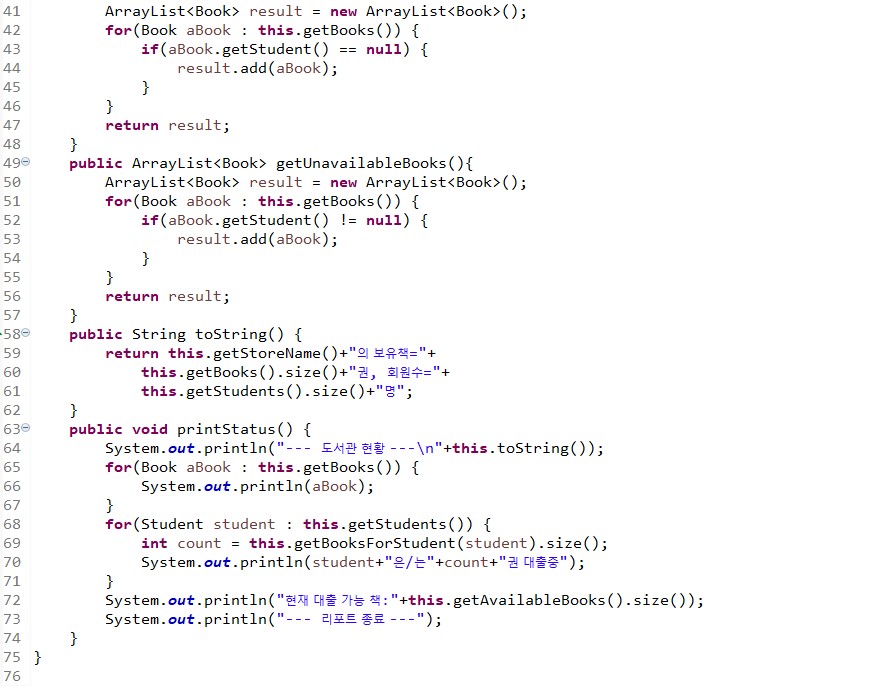 41 ArrayList<Book> result = new ArrayList<Book>();
42 for(Book aBook : this.getBooks()) {
43 if(aBook.getStudent() == null) {
44 result.add(aBook);
45 }
46 }
47 return result;
48 }
49 public ArrayList<Book> getUnavailableBooks(){
50 ArrayList<Book> result = new ArrayList<Book>();
51 for(Book aBook : this.getBooks()) {
52 if(aBook.getStudent() != null) {
53 result.add(aBook);
54 }
55 }
56 return result;
57 }
58 public String toString() {
59 return this.getStoreName()+"의 보유책="+
60 this.getBooks().size()+"권, 회원수="+
61 this.getStudents().size()+"명";
62 }
63 public void printStatus() {
64 System.out.println("--- 도서관 현황 ---\n"+this.toString());
65 for(Book aBook : this.getBooks()) {
66 System.out.println(aBook);
67 }
68 for(Student student : this.getStudents()) {
69 int count = this.getBooksForStudent(student).size();
70 System.out.println(student+"은/는"+count+"권 대출중");
71 }
72 System.out.println("현재 대출 가능 책:"+this.getAvailableBooks().size());
73 System.out.println("--- 리포트 종료 ---");
74 }
75 }
76